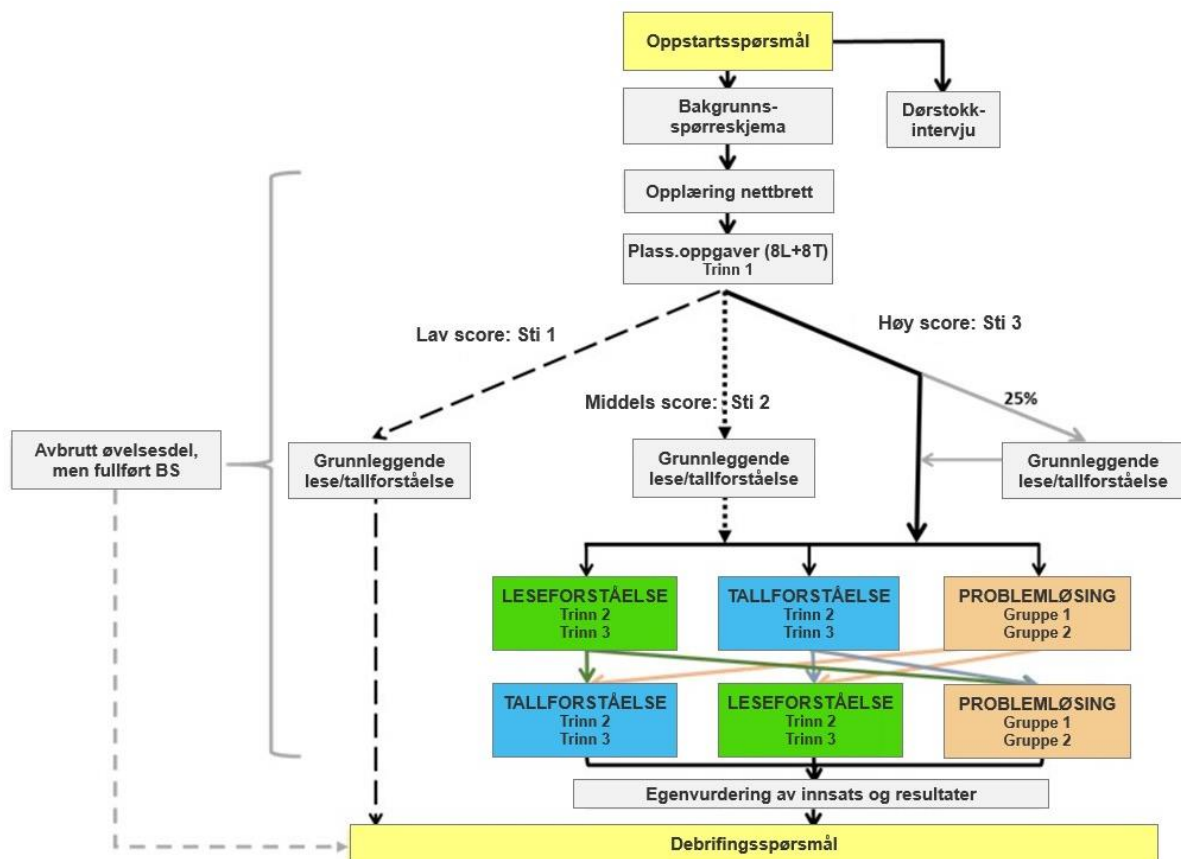 Oppstartsspørsmål
Bakgrunns-
spørreskjema
Dørstokk-
intervju
Opplæring nettbrett
Plass.oppgaver (8L+8T)
Trinn 1
Lav score: Sti 1
Høy score: Sti 3
Middels score: Sti 2
25%
Avbrutt øvelsesdel,
men fullført BS
Grunnleggende
lese/tallforståelse
Grunnleggende
lese/tallforståelse
Grunnleggende
lese/tallforståelse
LESEFORSTÅELSE
Trinn 2
Trinn 3
TALLFORSTÅELSE
Trinn 2
Trinn 3
PROBLEMLØSING
Gruppe 1
Gruppe 2
TALLFORSTÅELSE
Trinn 2
Trinn 3
LESEFORSTÅELSE
Trinn 2
Trinn 3
PROBLEMLØSING
Gruppe 1
Gruppe 2
Egenvurdering av innsats og resultater
Debrifingsspørsmål